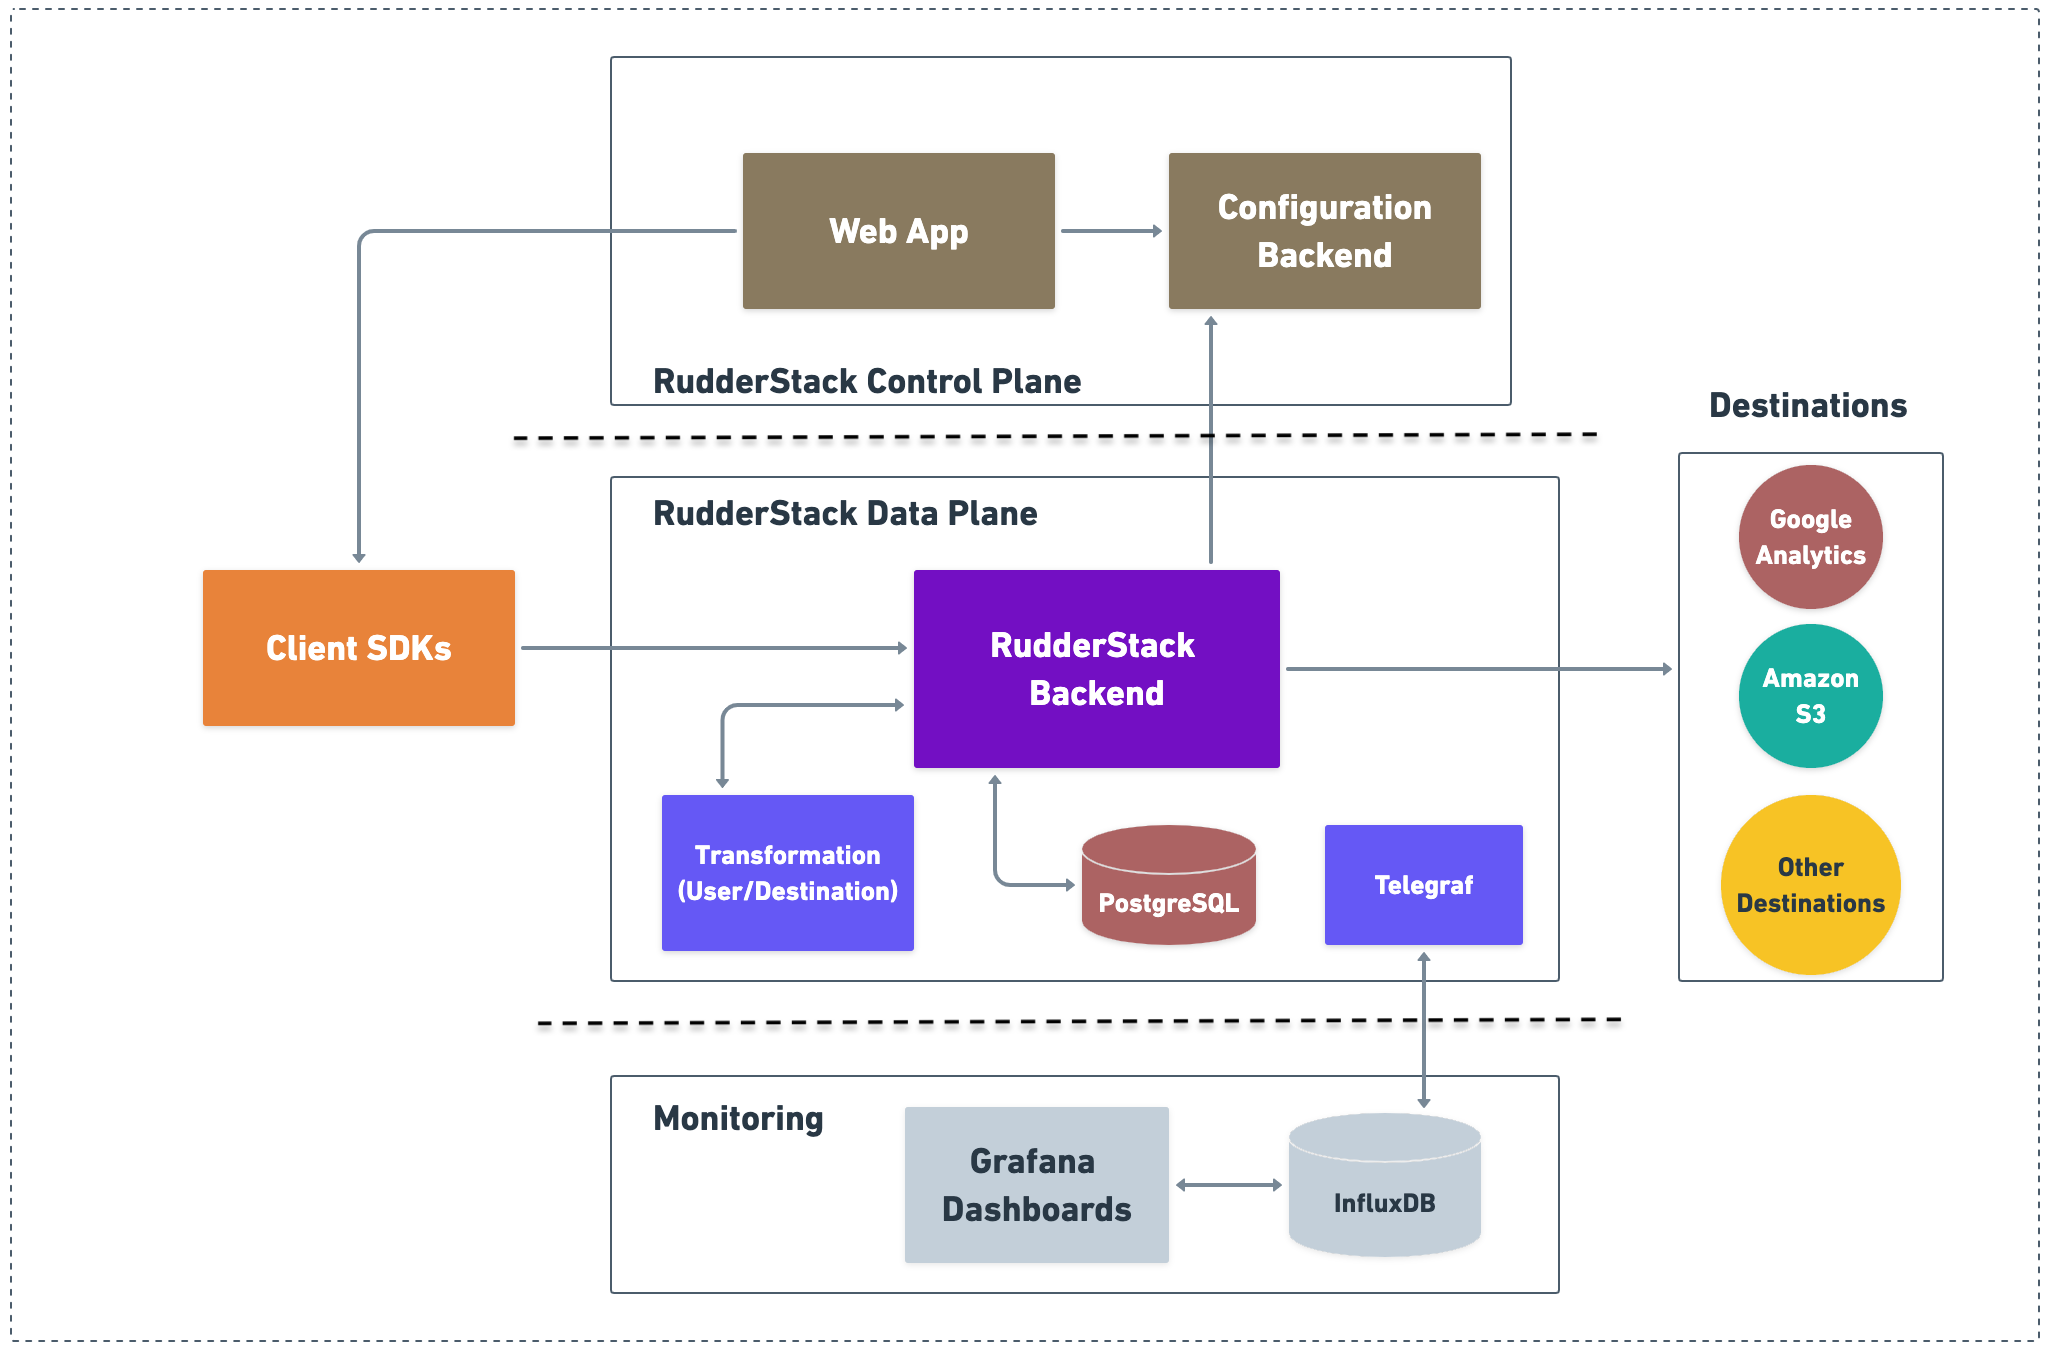 Web App
Configuration
Backend
RudderStack Control Plane
Destinations
RudderStack Data Plane
Google
Analytics
Client SDKs
RudderStack
Backend
Amazon
S3
Transformation
(User/Destination)
PostgreSQL
Telegraf
Other
Destinations
Monitoring
Grafana
Dashboards
InfluxDB